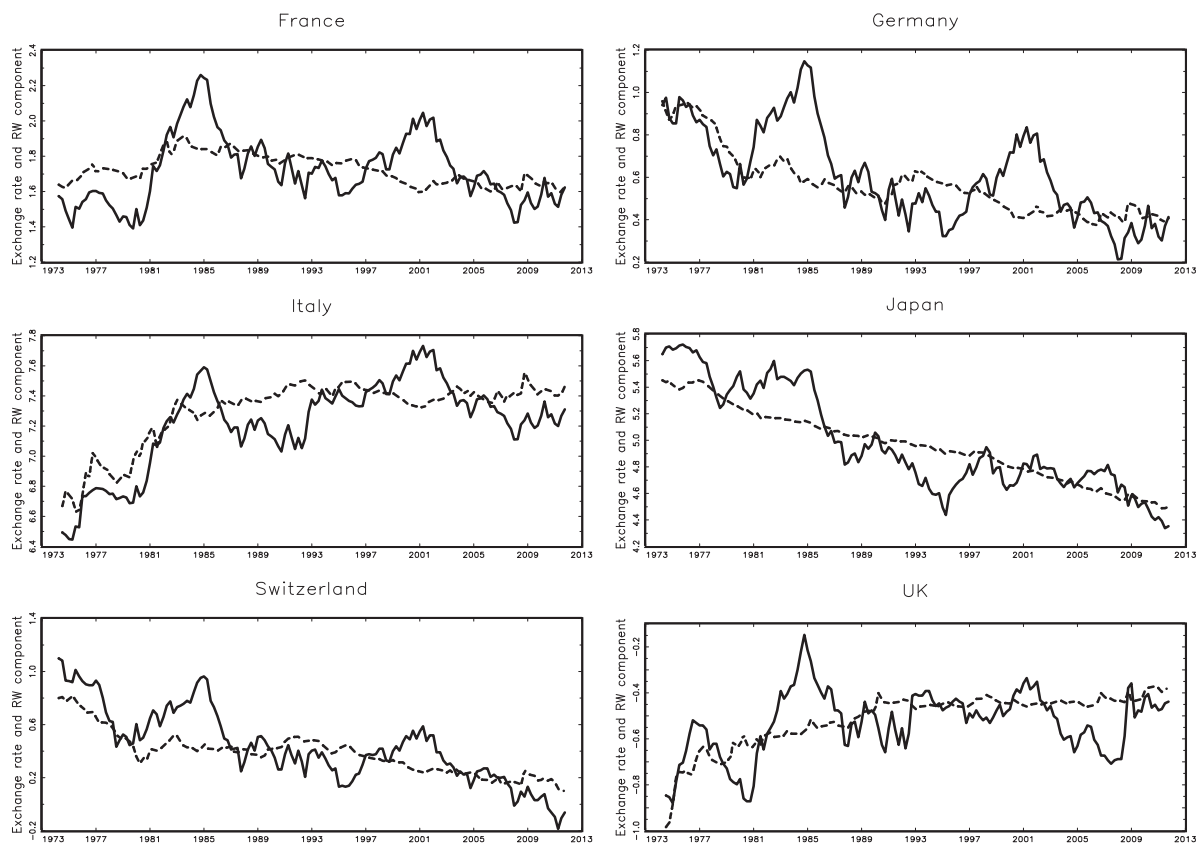 France
Exchange rate and RW component
2.4
2.2
2.0
1.8
1.6
1.4
1.2
1973 1977 1981 1985 1989 1993 1997 2001 2005 2009 2013
Germany
Exchange rate and RW component
1.2
1.0
0.8
0.6
0.4
0.2
1973 1977 1981 1985 1989 1993 1997 2001 2005 2009 2013
Italy
Exchange rate and RW component
7.8
7.6
7.4
7.2
7.0
6.8
6.6
6.4
1973 1977 1981 1985 1989 1993 1997 2001 2005 2009 2013
Japan
Exchange rate and RW component
5.8
5.6
5.4
5.2
5.0
4.8
4.6
4.4
4.2
1973 1977 1981 1985 1989 1993 1997 2001 2005 2009 2013
Switzerland
Exchange rate and RW component
1.4
1.0
0.6
0.2
-0.2
1973 1977 1981 1985 1989 1993 1997 2001 2005 2009 2013
UK
Exchange rate and RW component
-0.2
-0.4
-0.6
-0.8
-1.0
1973 1977 1981 1985 1989 1993 1997 2001 2005 2009 2013